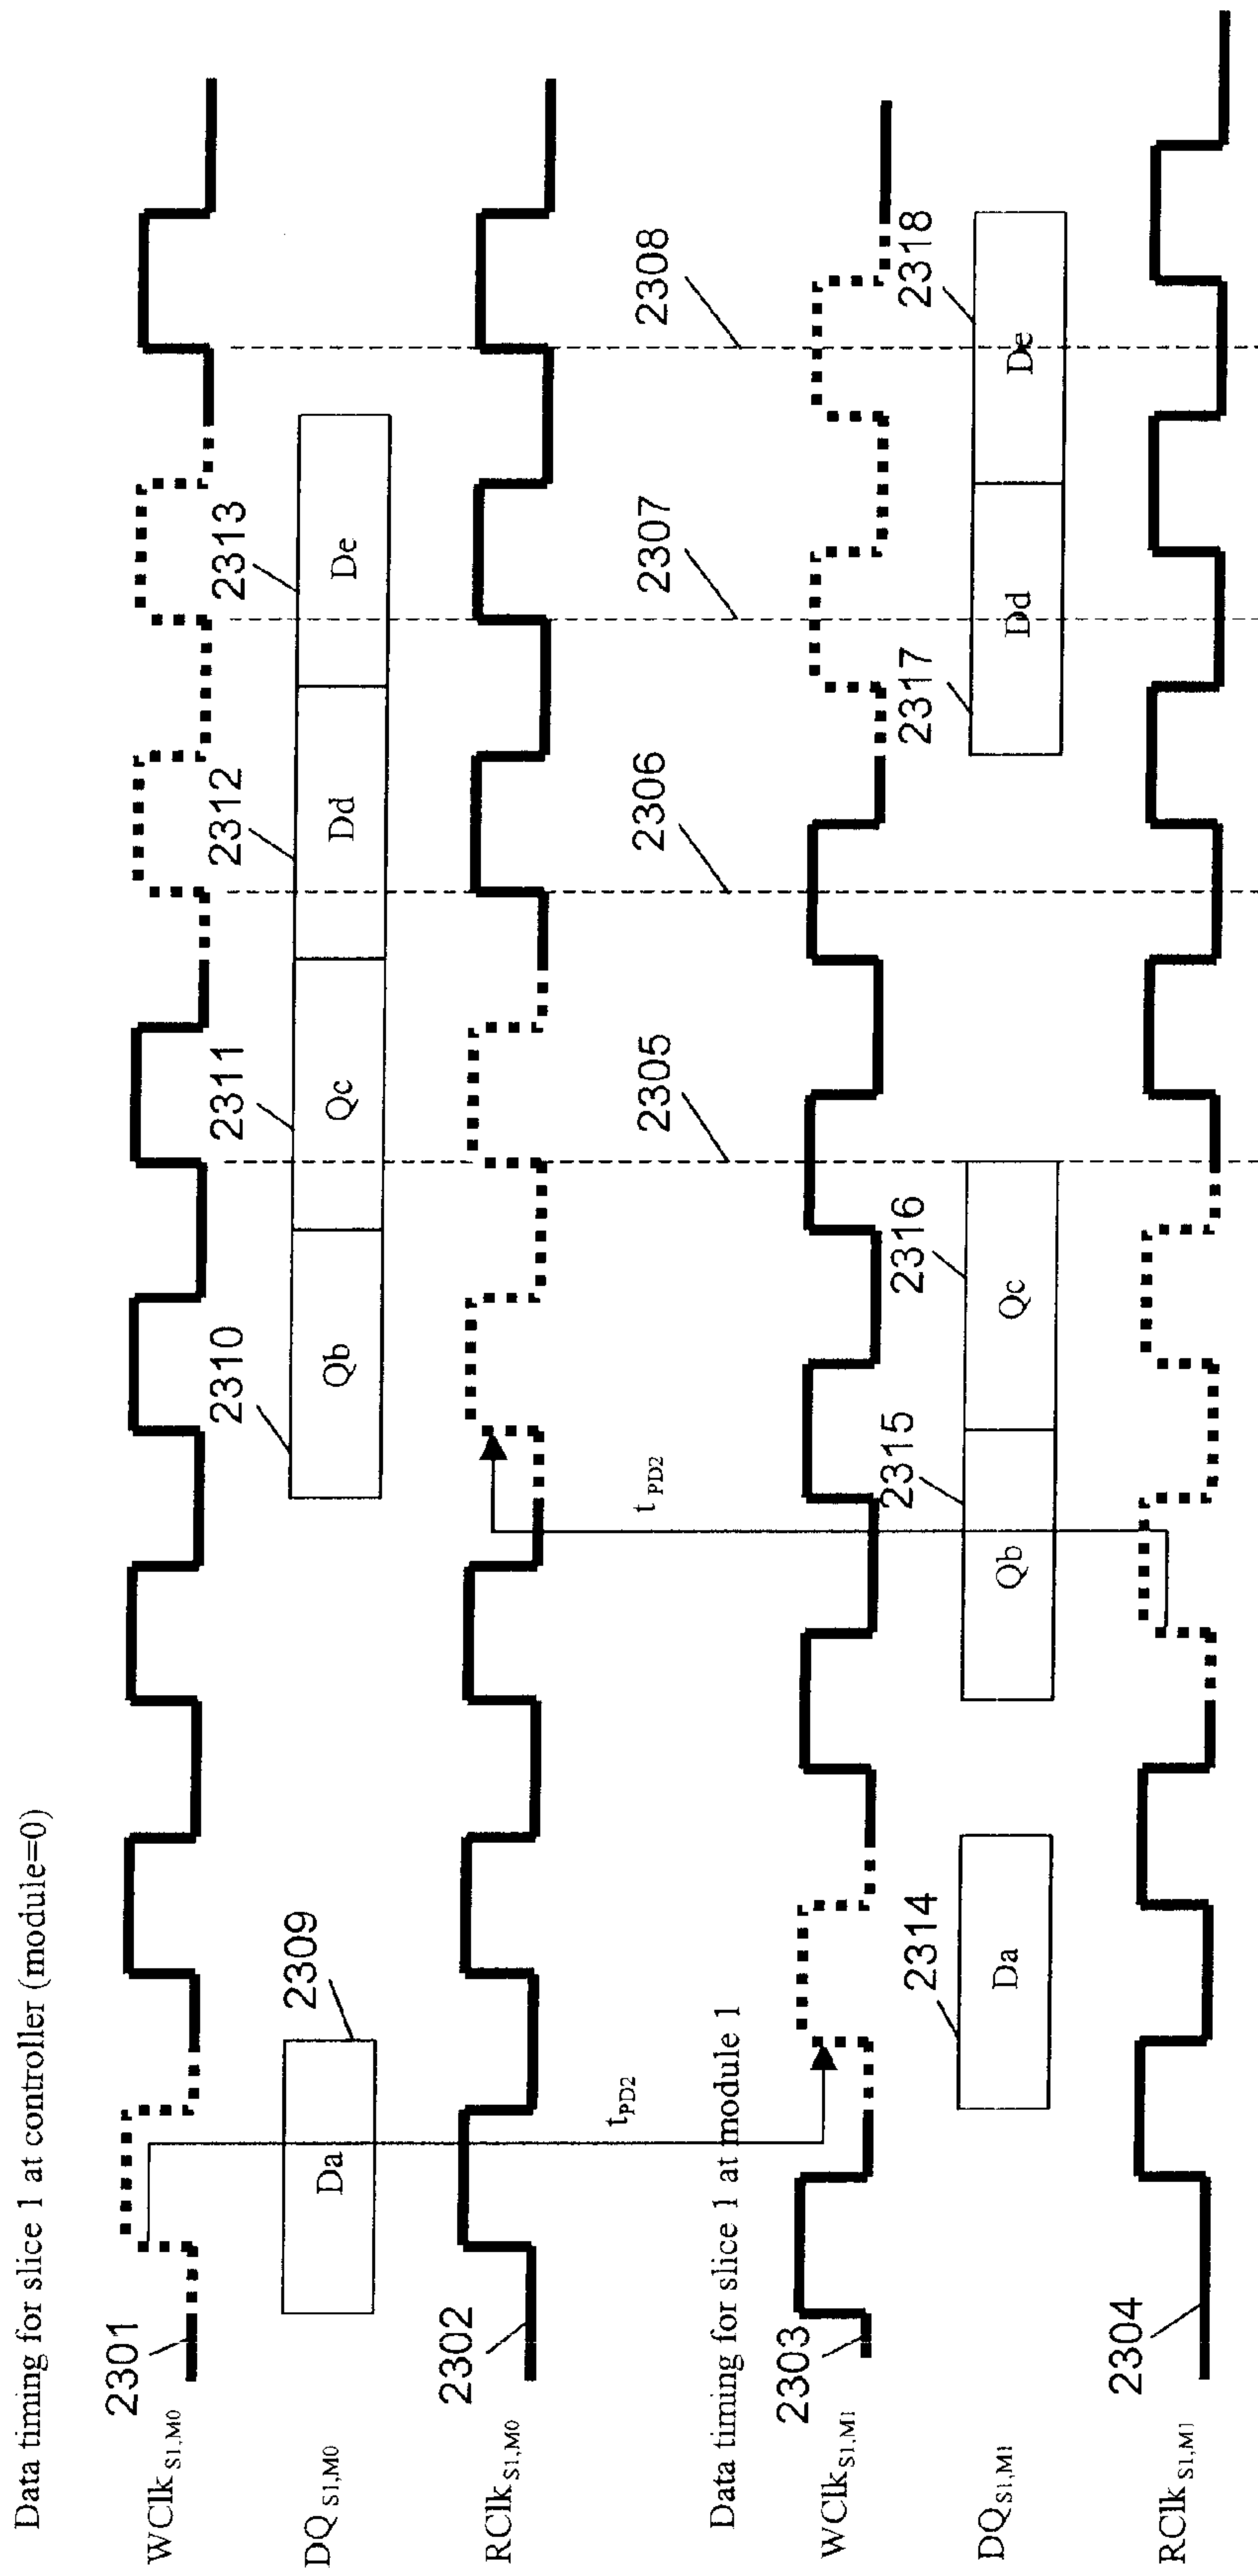 Data timing for slice 1 at controller (module=0)
WClk S1,M0
2301
DQ S1,M0
Da
2309
Qb
2310
Qc
2311
Dd
2312
De
2313
RClk S1,M0
2302
tPD2
tPD2
2305
2306
2307
2308
Data timing for slice 1 at module 1
WClk S1,M1
2303
DQ S1,M1
Da
2314
Qb
2315
Qc
2316
Dd
2317
De
2318
RClk S1,M1
2304